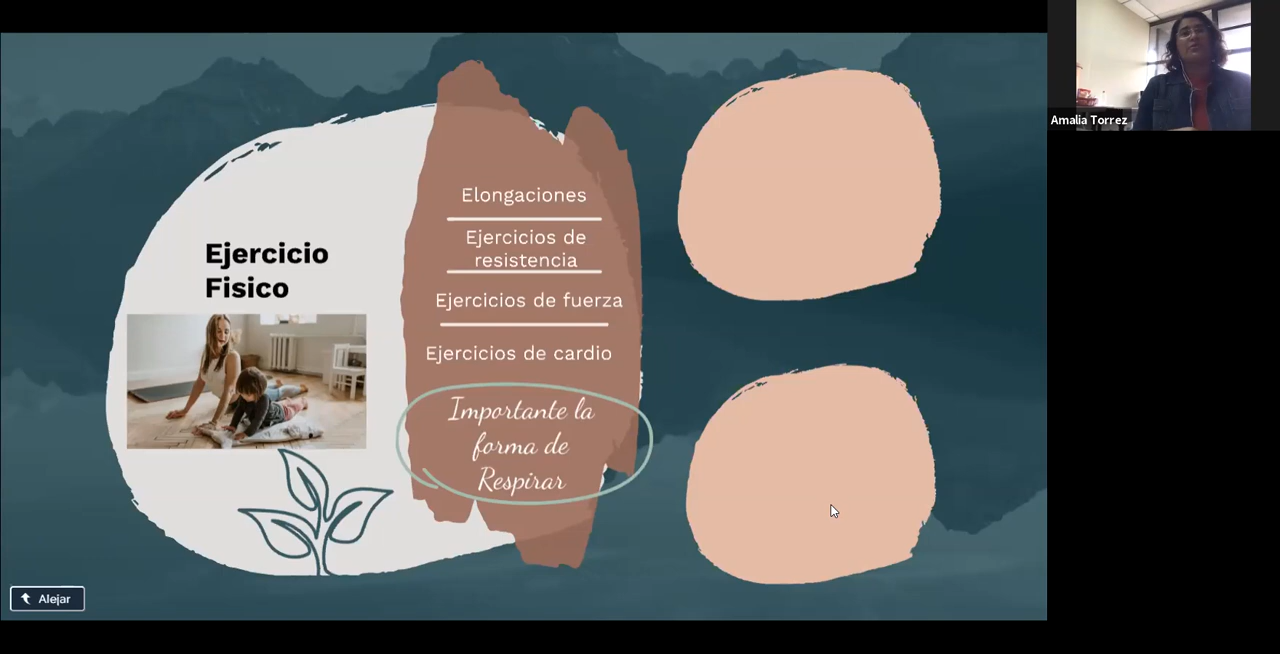 Ejercicio
Fisico
Elongaciones
Ejercicios de
resistencia
Ejercicios de fuerza
Ejercicios de cardio
Importante la
forma de
Respirar
Alejar
Amalia Torrez